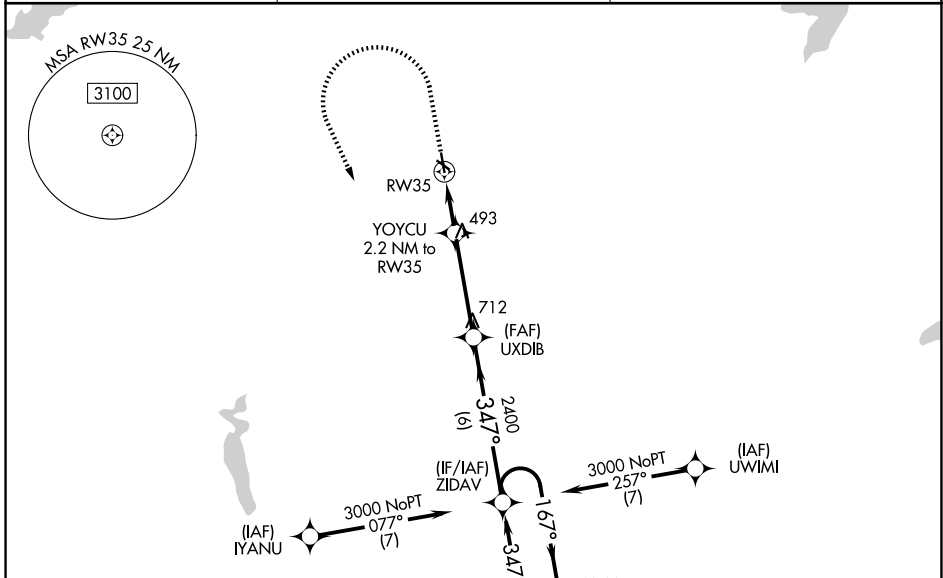 MSA RW35 25 NM
3100
RW35
YOYCU
2.2 NM to
RW35
493
712
(FAF)
UXDIB
2400
347°
(6)
(IF/IAF)
ZIDAV
3000 NoPT
257°
(7)
(IAF)
UWIMI
3000 NoPT
077°
(7)
(IAF)
IYANU
167°
347